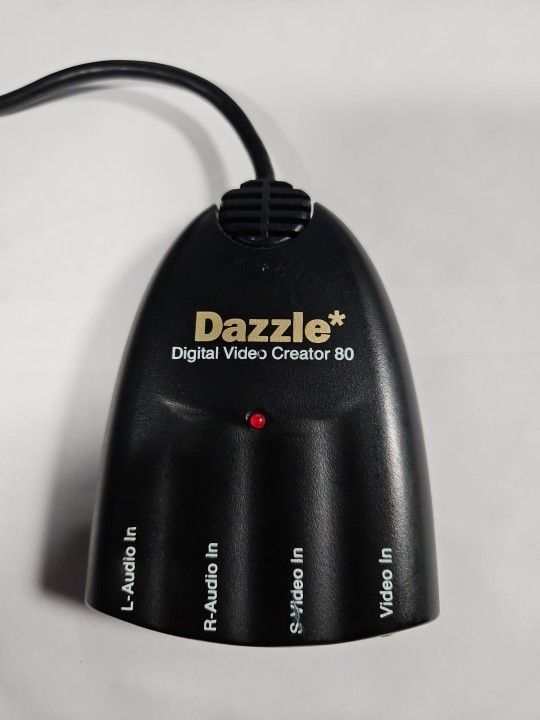 Dazzle*
Digital Video Creator 80
L-Audio In
R-Audio In
S-Video In
Video In